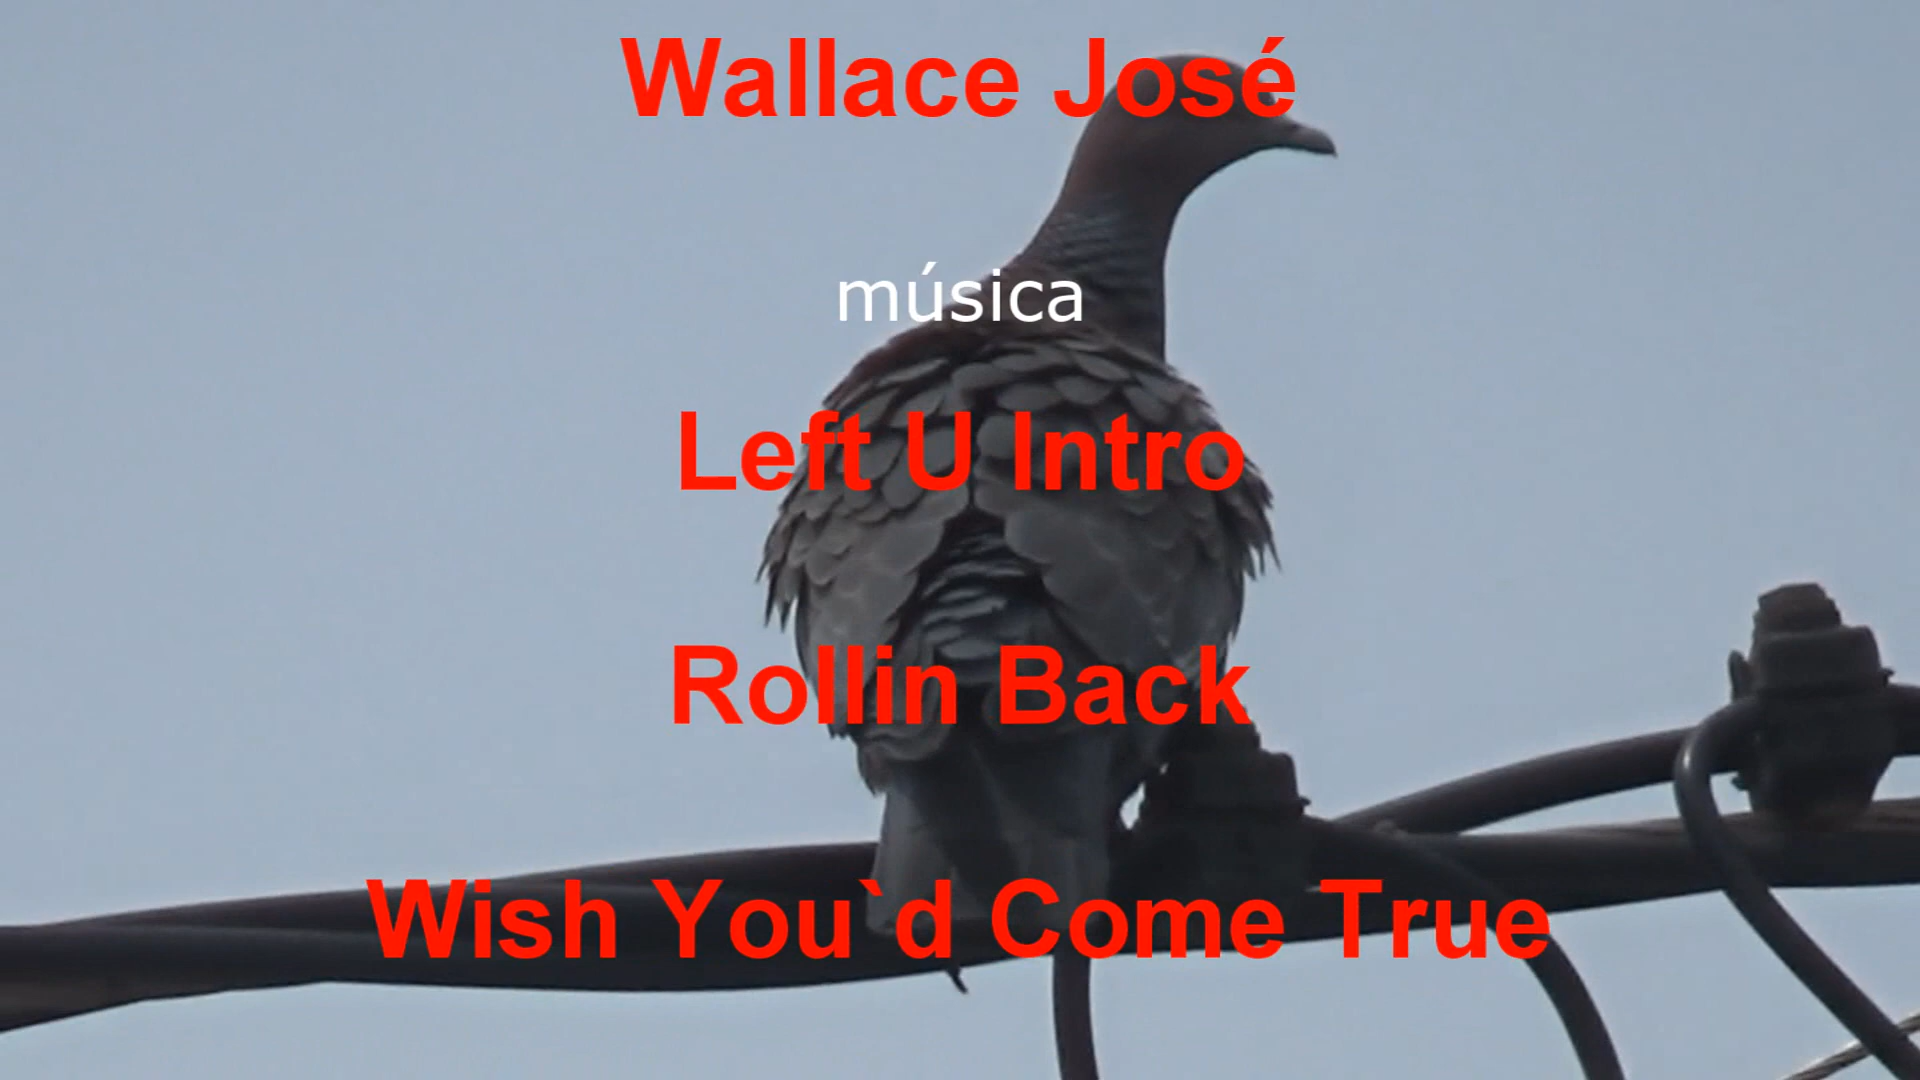 Wallace José
música
Left U Intro
Rollin Back
Wish You`d Come True